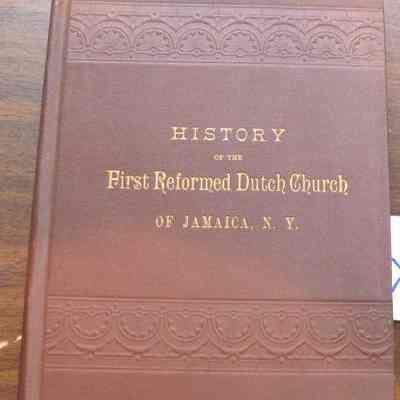 HISTORY
OF THE
First Reformed Dutch Church
OF JAMAICA, N. Y.